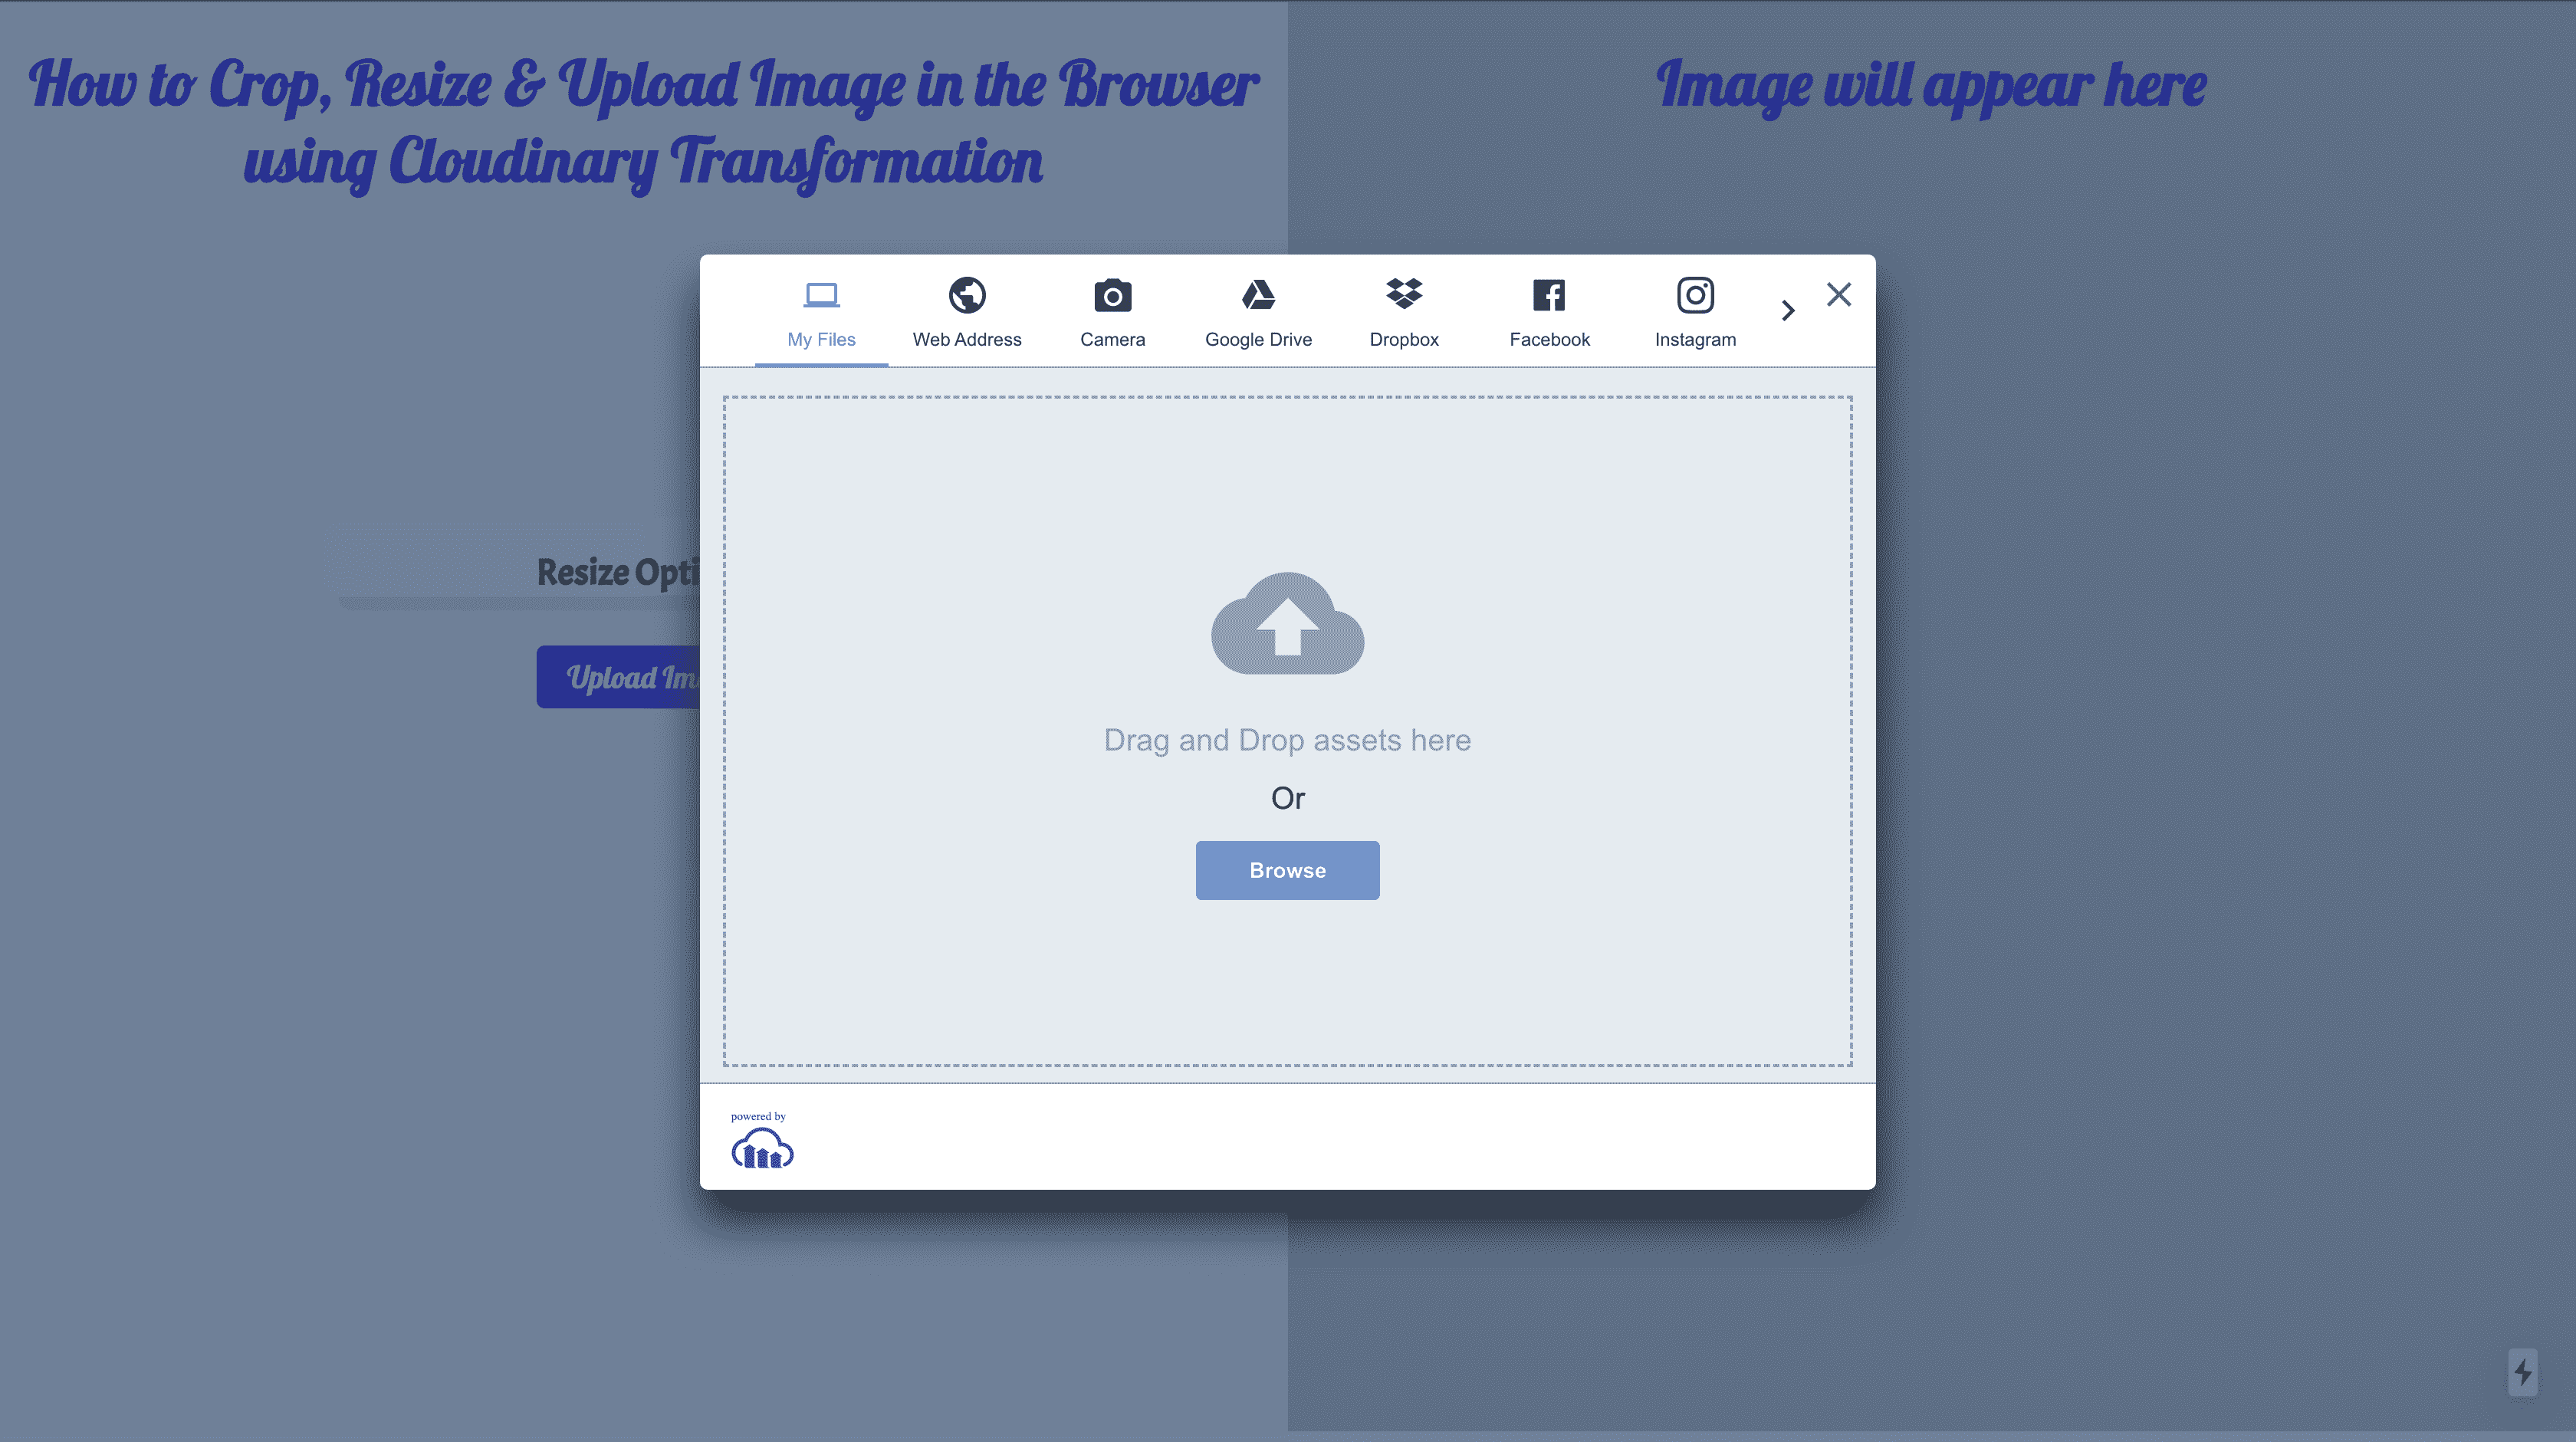 How to Crop, Resize & Upload Image in the Browser
using Cloudinary Transformation
Image will appear here
My Files
Web Address
Camera
Google Drive
Dropbox
Facebook
Instagram
Resize Opti
Upload Im
Drag and Drop assets here
Or
Browse
powered by